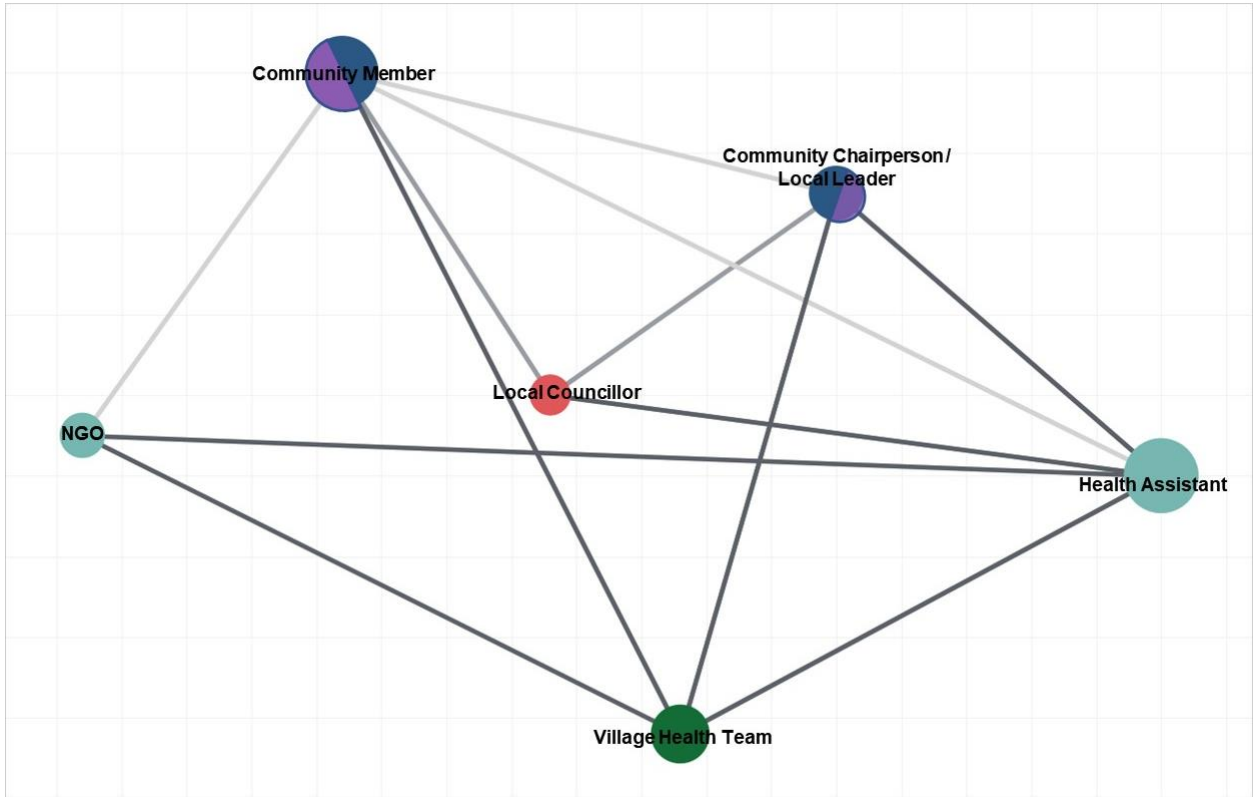 Community Member
Community Chairperson/
Local Leader
Local Councillor
NGO
Health Assistant
Village Health Team